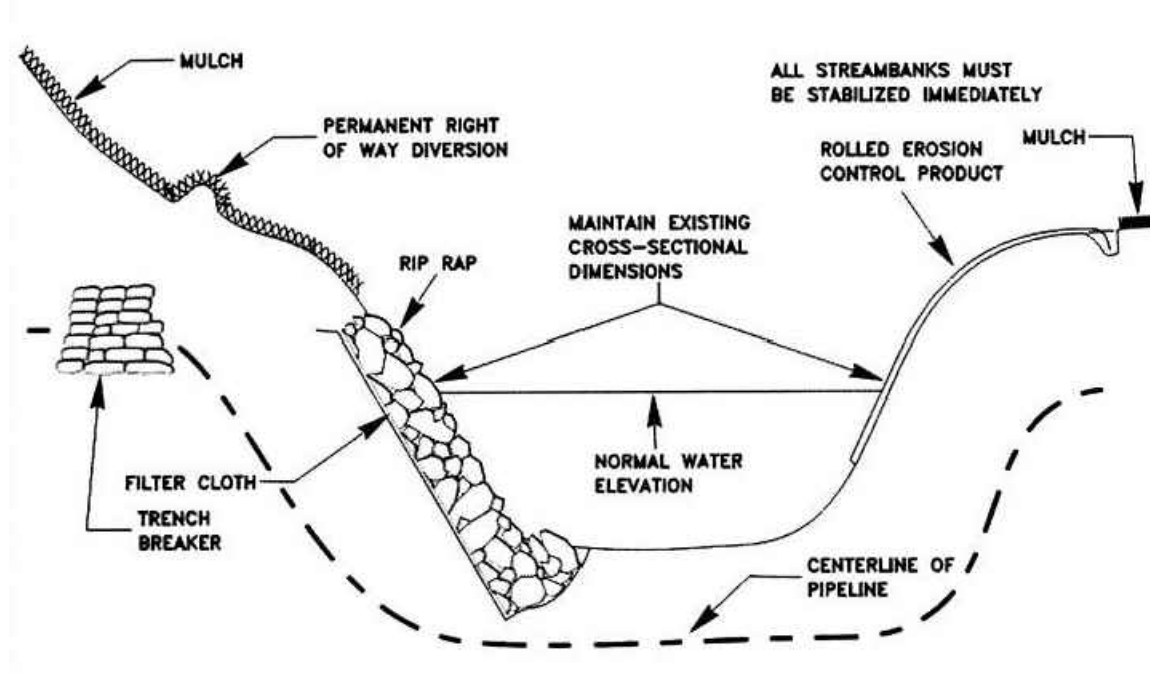 MULCH
PERMANENT RIGHT
OF WAY DIVERSION
ALL STREAMBANKS MUST
BE STABILIZED IMMEDIATELY
MULCH
ROLLED EROSION
CONTROL PRODUCT
MAINTAIN EXISTING
CROSS-SECTIONAL
DIMENSIONS
RIP RAP
NORMAL WATER
ELEVATION
FILTER CLOTH
TRENCH
BREAKER
CENTERLINE OF
PIPELINE